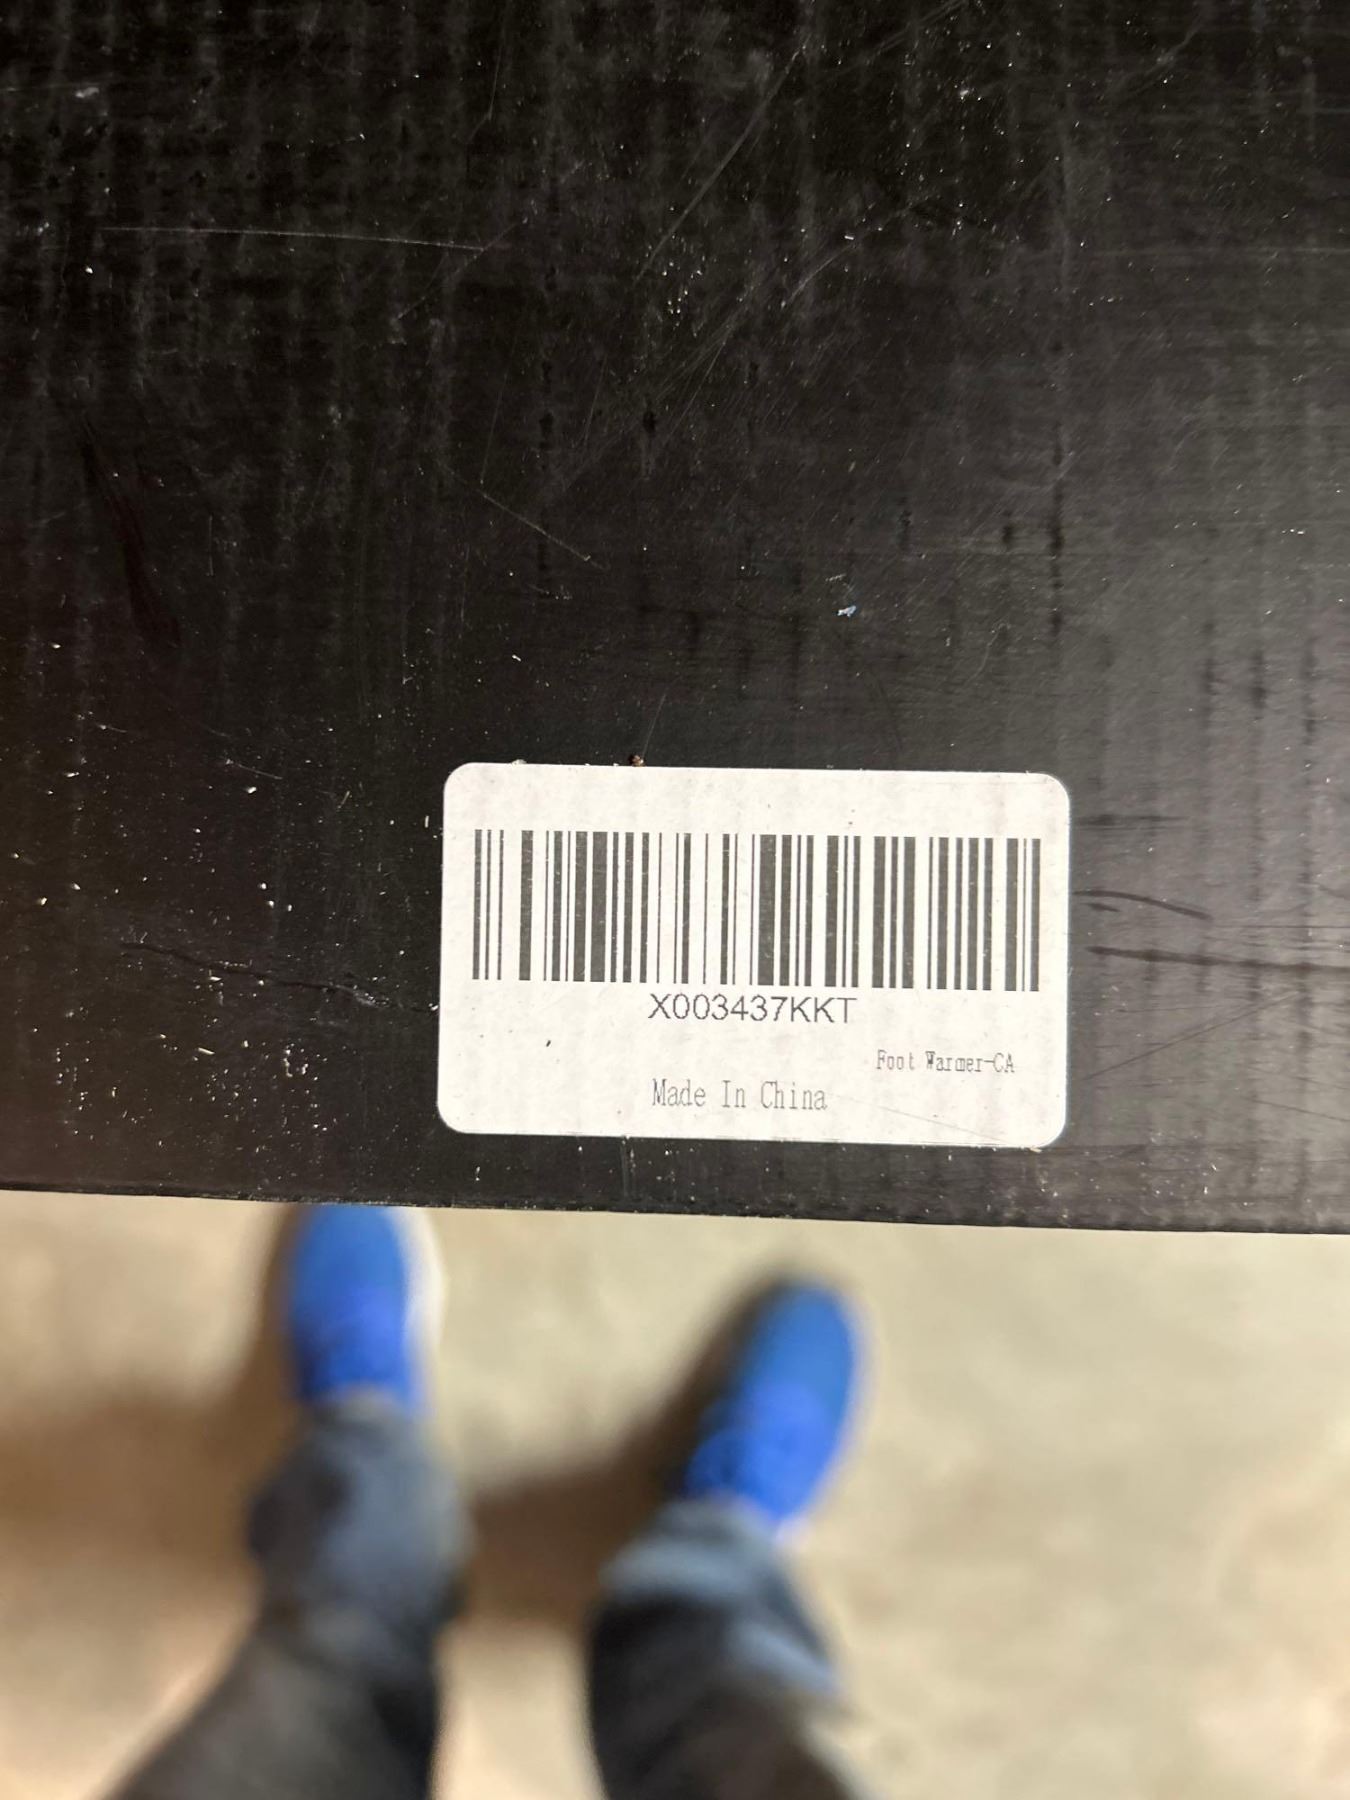 X003437KKT
Foot Warmer-CA
Made In China